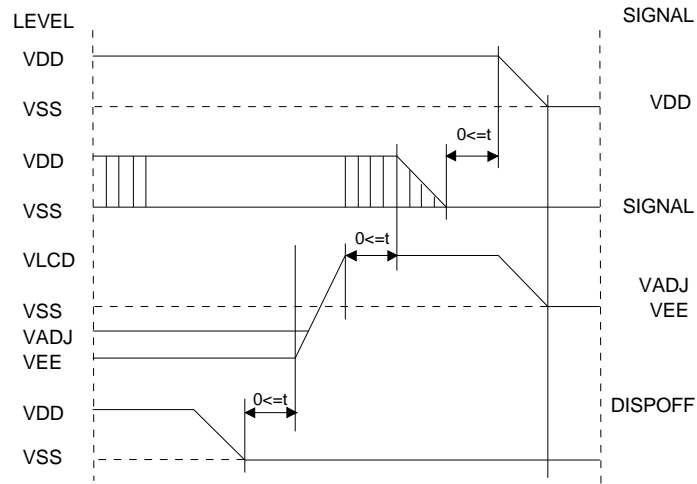 LEVEL
SIGNAL
VDD
VSS
VDD
0<=t
VDD
VSS
SIGNAL
0<=t
VLCD
VSS
VADJ
VEE
VADJ
VEE
0<=t
VDD
DISPOFF
VSS